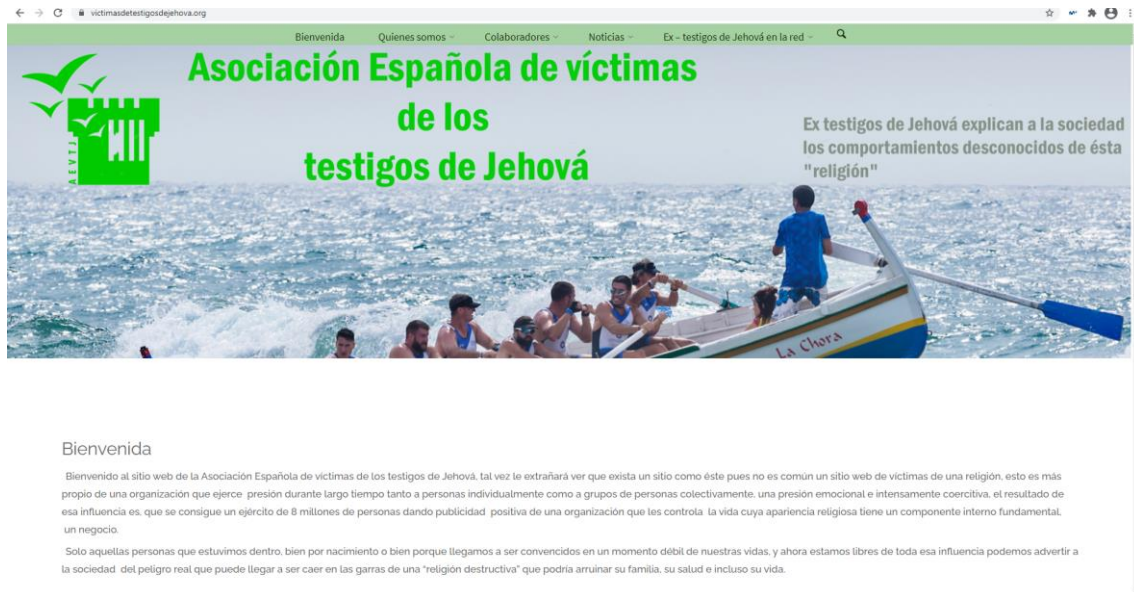 victimasdetestigosdejehova.org
Bienvenida Quienes somos Colaboradores Noticias Ex – testigos de Jehová en la red
Asociación Española de víctimas
de los
testigos de Jehová
AEVTJ
Ex testigos de Jehová explican a la sociedad
los comportamientos desconocidos de ésta
"religión"
La Chora
Bienvenida
Bienvenido al sitio web de la Asociación Española de victimas de los testigos de Jehová, tal vez le extrañará ver que exista un sitio como éste pues no es común un sitio web de víctimas de una religión, esto es más
propio de una organización que ejerce presión durante largo tiempo tanto a personas individualmente como a grupos de personas colectivamente, una presión emocional e intensamente coercitiva, el resultado de
esa influencia es, que se consigue un ejército de 8 millones de personas dando publicidad positiva de una organización que les controla la vida cuya apariencia religiosa tiene un componente interno fundamental,
un negocio.
Solo aquellas personas que estuvimos dentro, bien por nacimiento o bien porque llegamos a ser convencidos en un momento débil de nuestras vidas, y ahora estamos libres de toda esa influencia podemos advertir a
la sociedad del peligro real que puede llegar a ser caer en las garras de una "religión destructiva" que podría arruinar su familia, su salud e incluso su vida.